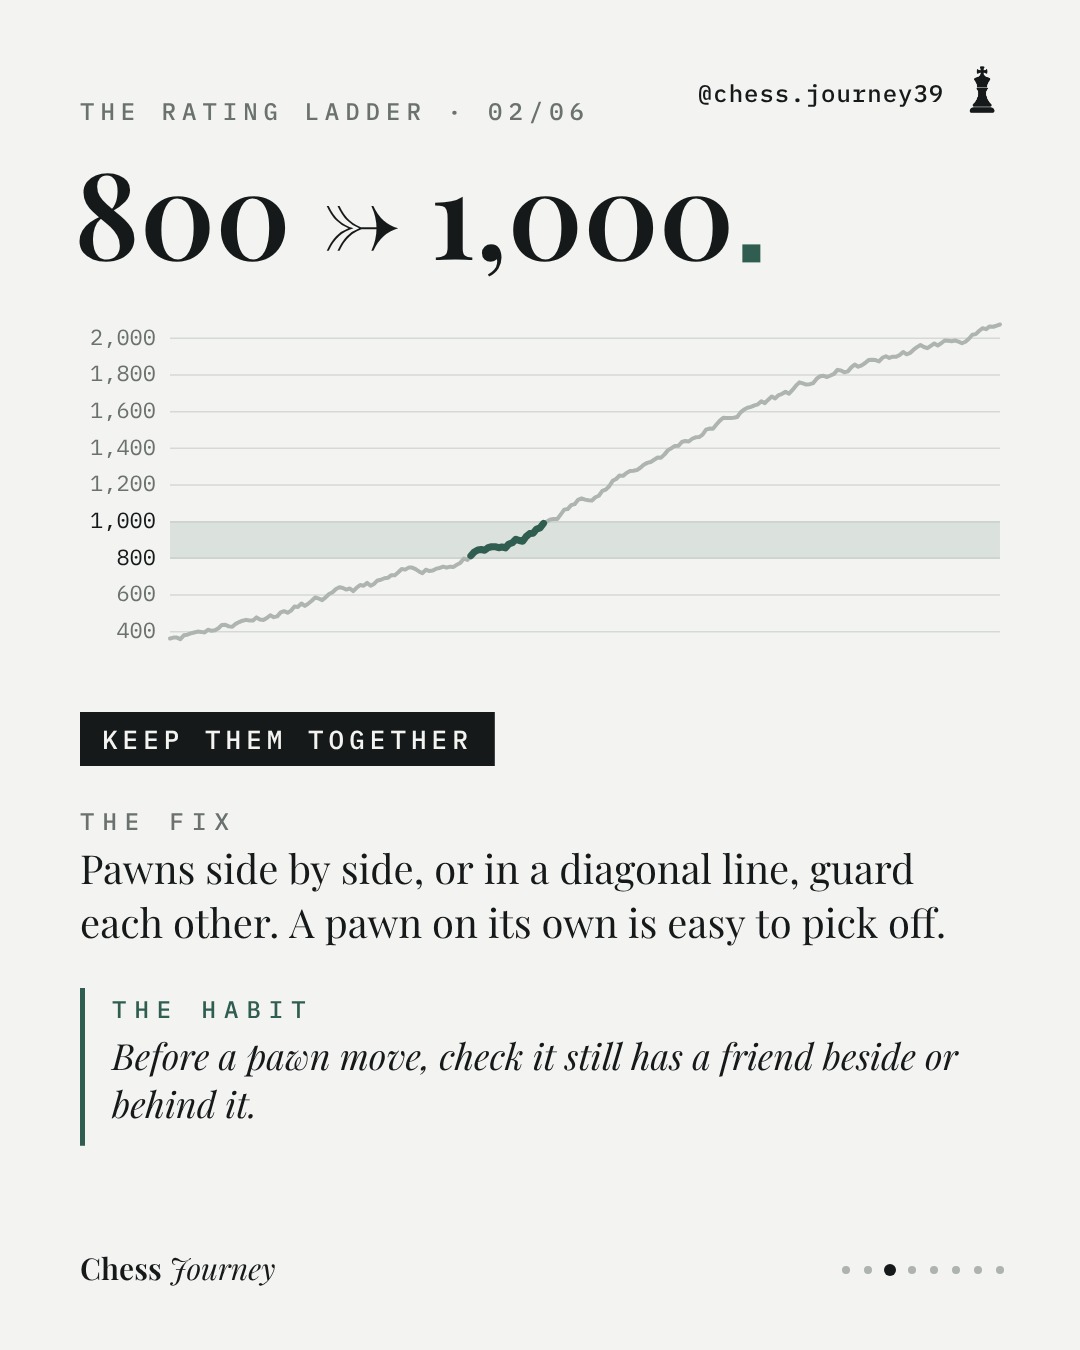 THE RATING LADDER · 02/06
@chess.journey39
800 ➳ 1,000.
2,000
1,800
1,600
1,400
1,200
1,000
800
600
400
KEEP THEM TOGETHER
THE FIX
Pawns side by side, or in a diagonal line, guard
each other. A pawn on its own is easy to pick off.
THE HABIT
Before a pawn move, check it still has a friend beside or
behind it.
Chess Journey